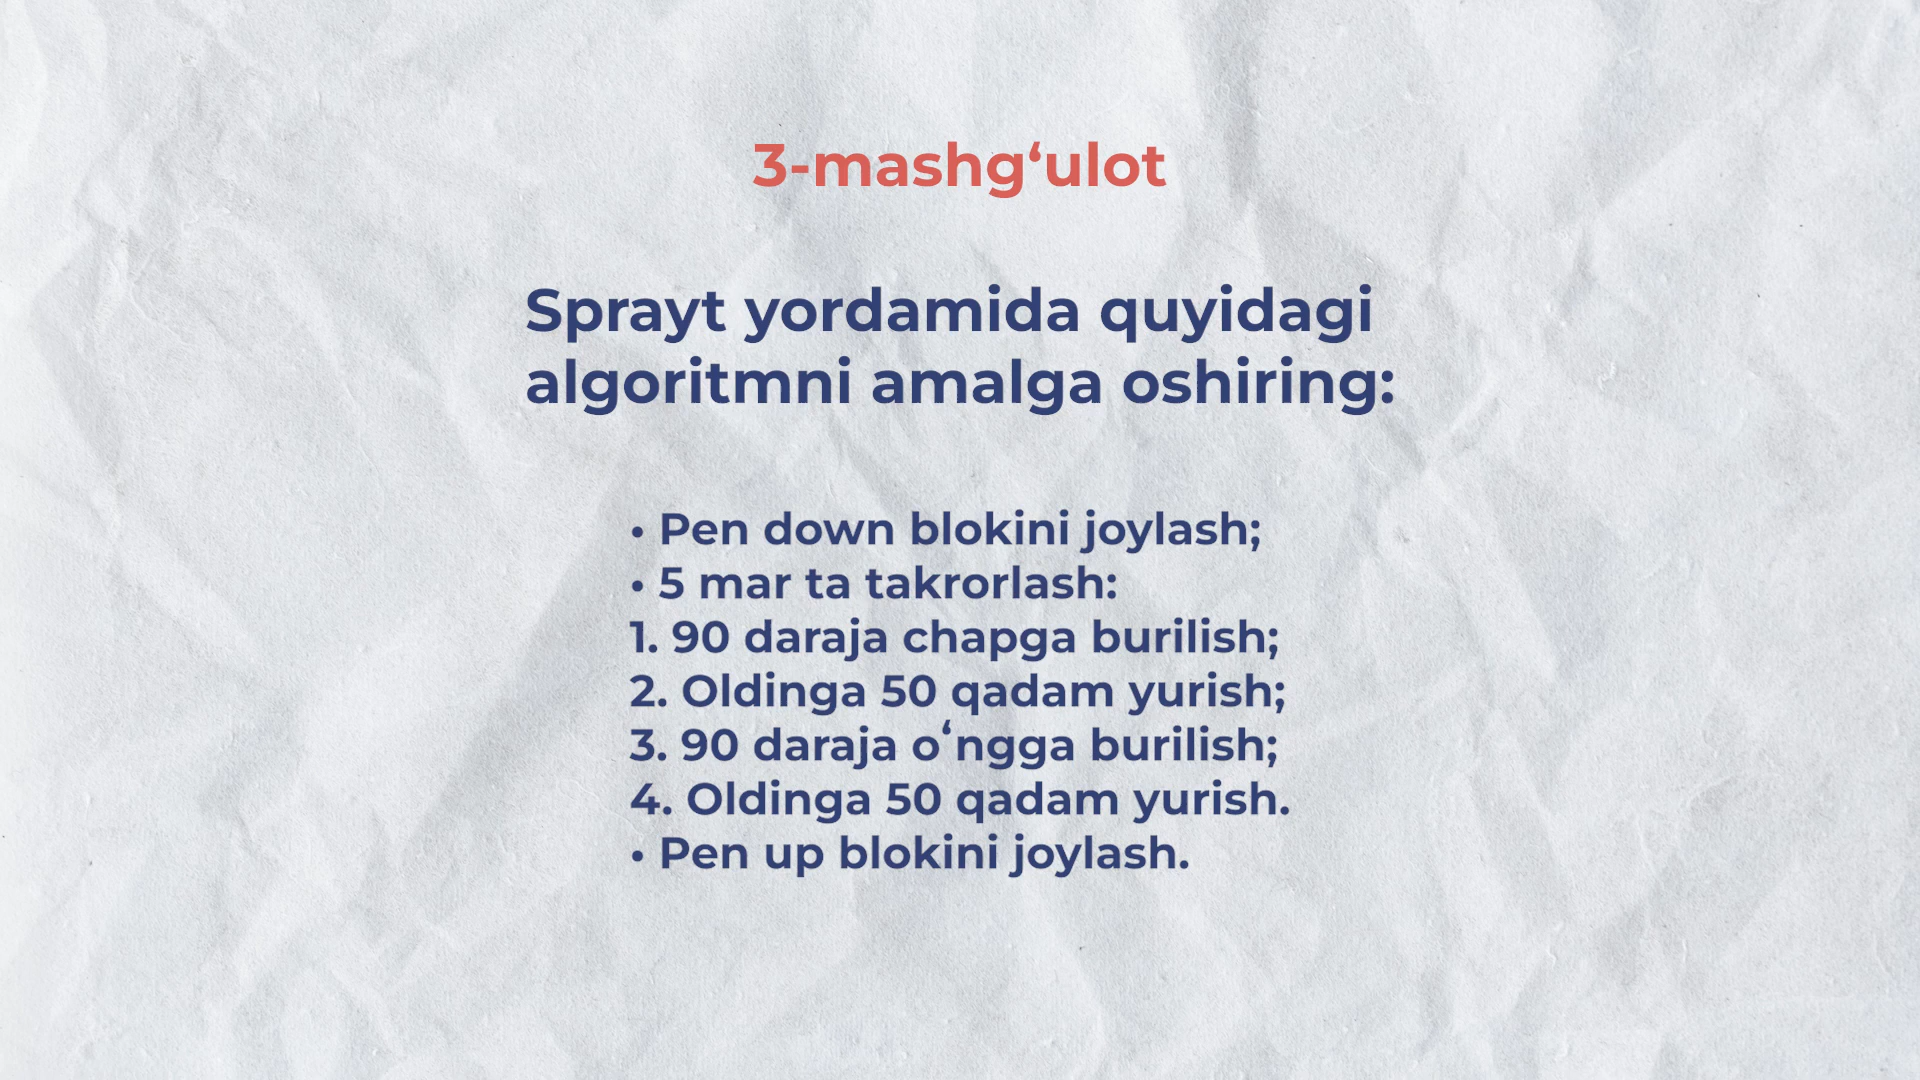 3-mashg‘ulot
Sprayt yordamida quyidagi
algoritmni amalga oshiring:
• Pen down blokini joylash;
• 5 mar ta takrorlash:
1. 90 daraja chapga burilish;
2. Oldinga 50 qadam yurish;
3. 90 daraja o‘ngga burilish;
4. Oldinga 50 qadam yurish.
• Pen up blokini joylash.